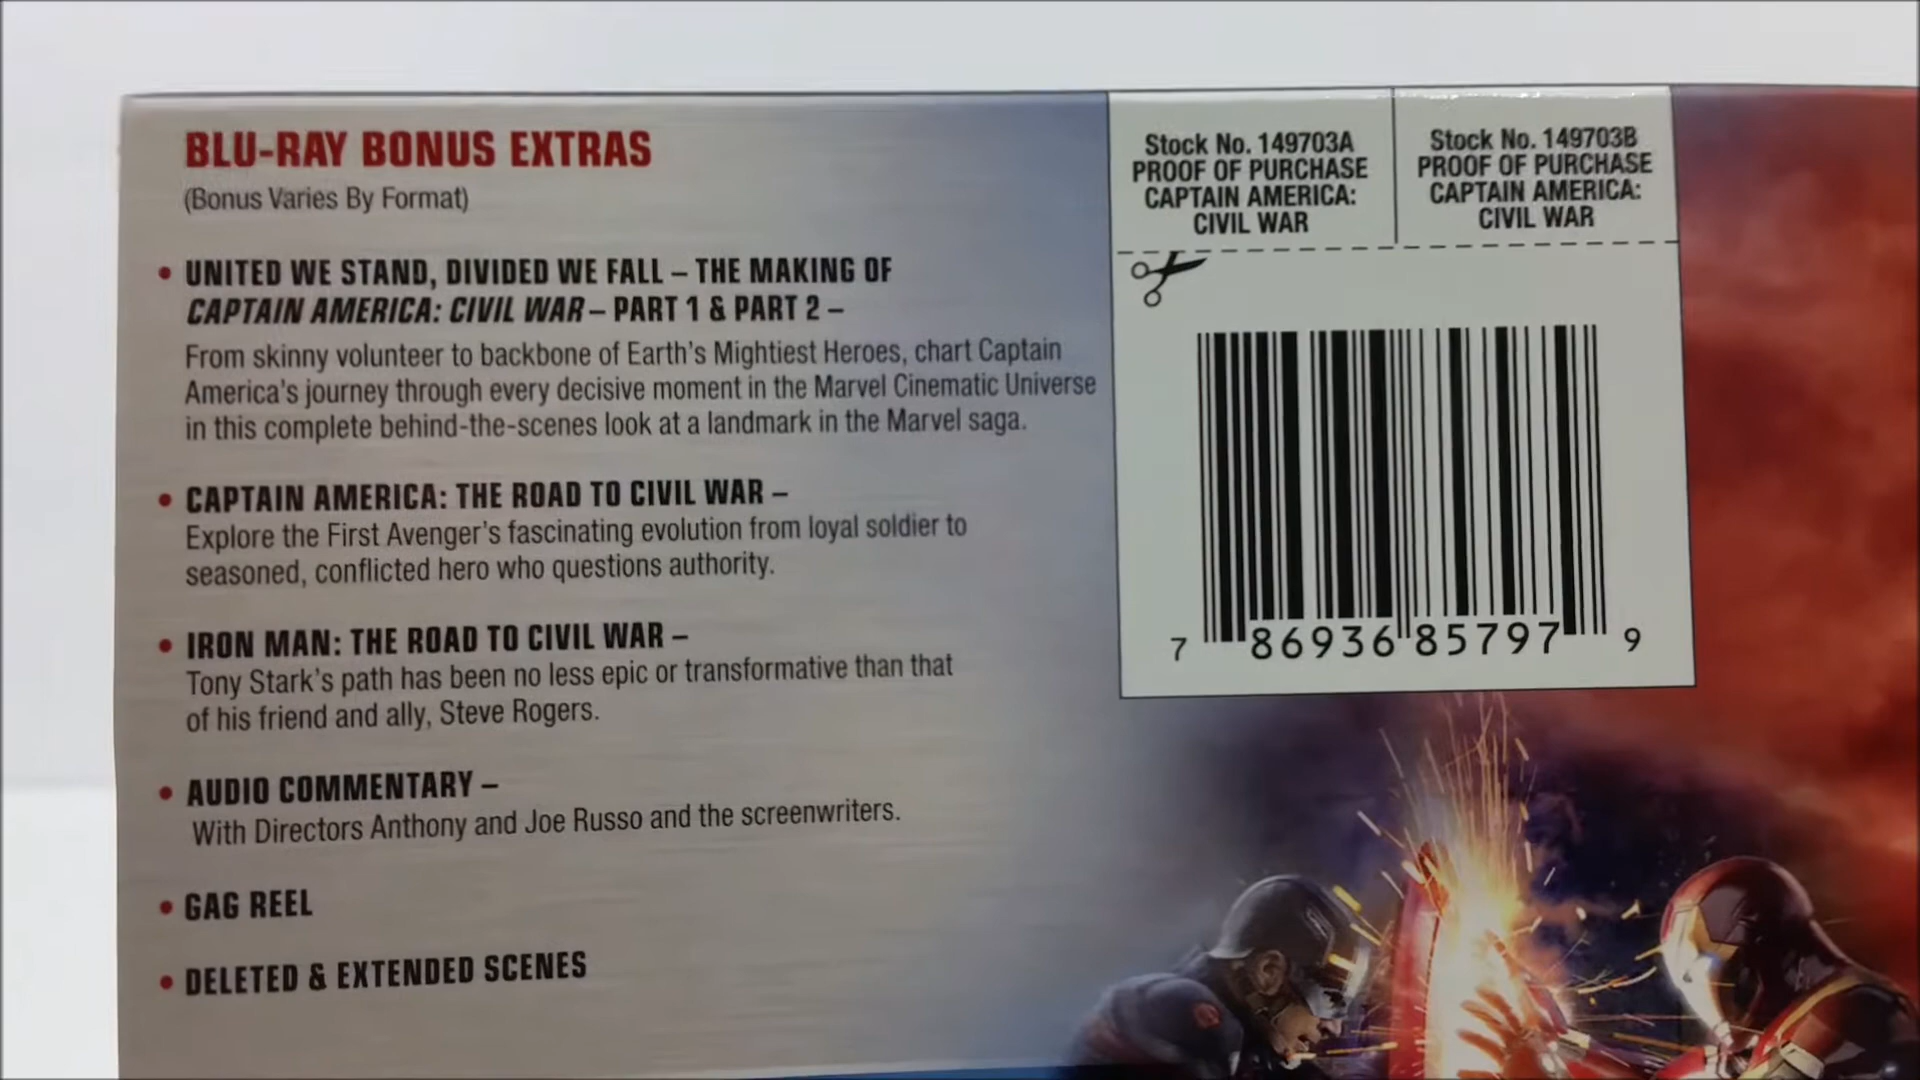 BLU-RAY BONUS EXTRAS
(Bonus Varies By Format)
• UNITED WE STAND, DIVIDED WE FALL – THE MAKING OF
CAPTAIN AMERICA: CIVIL WAR – PART 1 & PART 2 –
From skinny volunteer to backbone of Earth's Mightiest Heroes, chart Captain
America's journey through every decisive moment in the Marvel Cinematic Universe
in this complete behind-the-scenes look at a landmark in the Marvel saga.
• CAPTAIN AMERICA: THE ROAD TO CIVIL WAR –
Explore the First Avenger's fascinating evolution from loyal soldier to
seasoned, conflicted hero who questions authority.
• IRON MAN: THE ROAD TO CIVIL WAR –
Tony Stark's path has been no less epic or transformative than that
of his friend and ally, Steve Rogers.
• AUDIO COMMENTARY –
With Directors Anthony and Joe Russo and the screenwriters.
• GAG REEL
• DELETED & EXTENDED SCENES
Stock No. 149703A
PROOF OF PURCHASE
CAPTAIN AMERICA:
CIVIL WAR
Stock No. 149703B
PROOF OF PURCHASE
CAPTAIN AMERICA:
CIVIL WAR
7 86936 85797 9